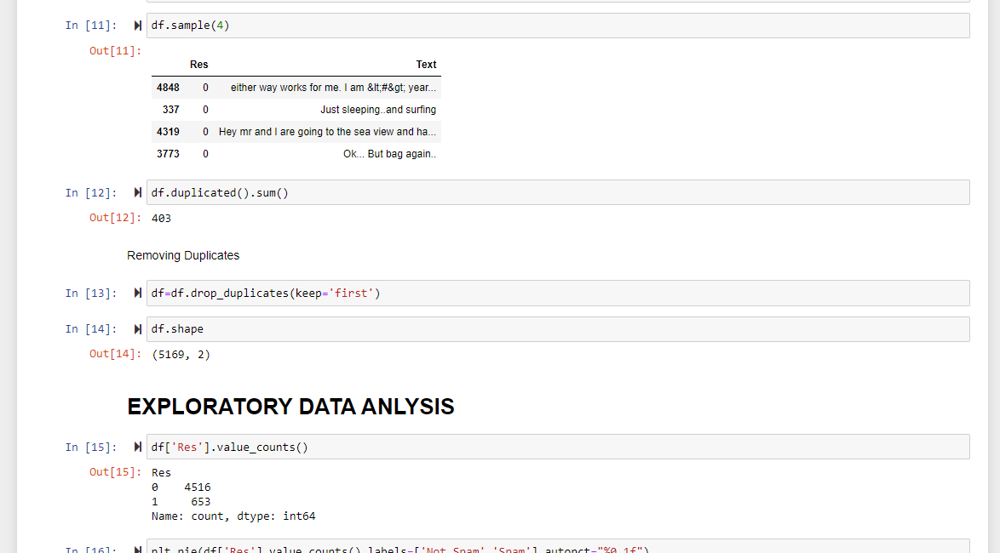 In [11]: df.sample(4)
Out[11]:
Res Text
4848 0 either way works for me. I am &lt;#&gt; year...
337 0 Just sleeping..and surfing
4319 0 Hey mr and I are going to the sea view and ha...
3773 0 Ok... But bag again..
In [12]: df.duplicated().sum()
Out[12]: 403
Removing Duplicates
In [13]: df=df.drop_duplicates(keep='first')
In [14]: df.shape
Out[14]: (5169, 2)
EXPLORATORY DATA ANLYSIS
In [15]: df['Res'].value_counts()
Out[15]: Res
0 4516
1 653
Name: count, dtype: int64
In [16]: plt.pie(df['Res'].value_counts(),labels=['Not Spam','Spam'],autopct="%0.1f")